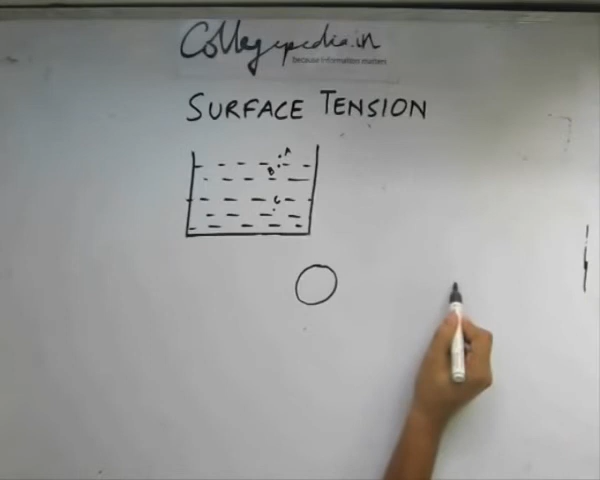 Collegepedia.in
because information matters
SURFACE TENSION
A
B
C